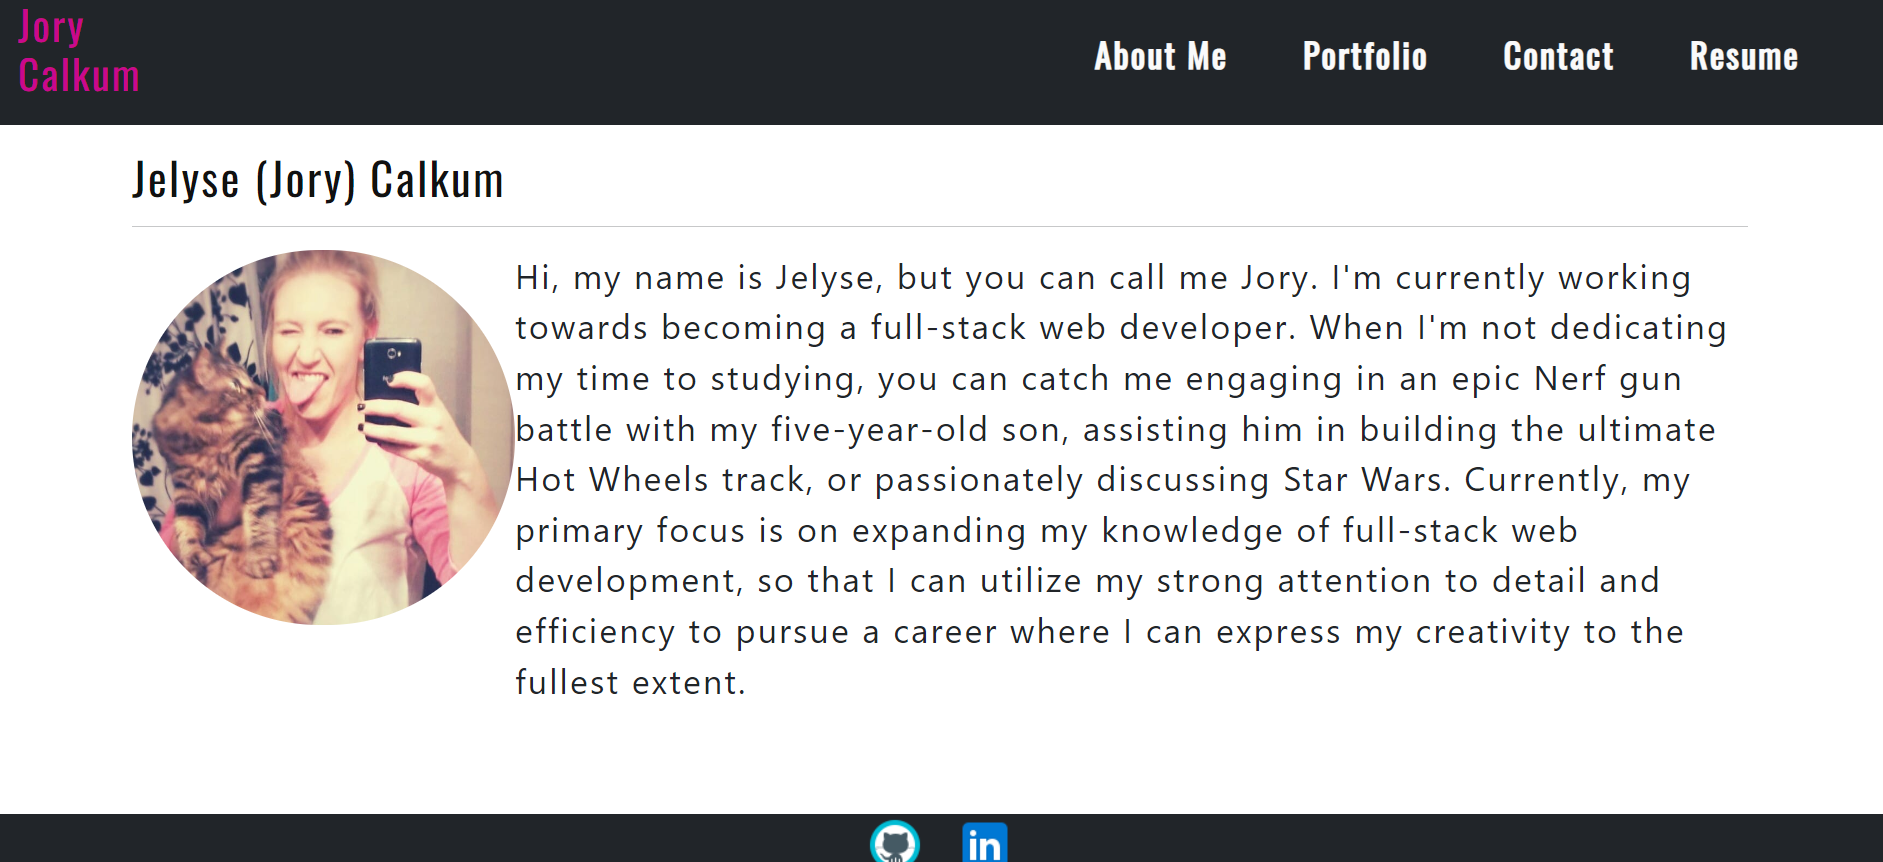 Jory
Calkum
About Me
Portfolio
Contact
Resume
Jelyse (Jory) Calkum
Hi, my name is Jelyse, but you can call me Jory. I'm currently working
towards becoming a full-stack web developer. When I'm not dedicating
my time to studying, you can catch me engaging in an epic Nerf gun
battle with my five-year-old son, assisting him in building the ultimate
Hot Wheels track, or passionately discussing Star Wars. Currently, my
primary focus is on expanding my knowledge of full-stack web
development, so that I can utilize my strong attention to detail and
efficiency to pursue a career where I can express my creativity to the
fullest extent.
in